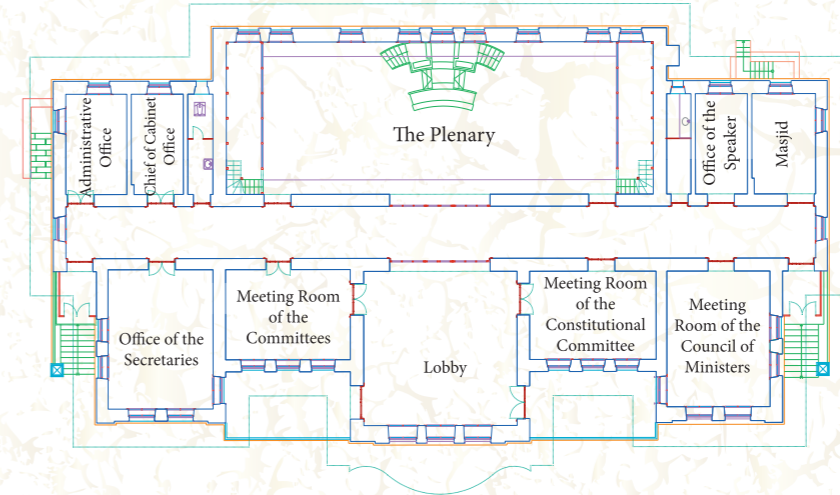 Administrative
Office
Chief of Cabinet
Office
The Plenary
Office of the
Speaker
Masjid
Office of the
Secretaries
Meeting Room
of the
Committees
Lobby
Meeting Room
of the
Constitutional
Committee
Meeting
Room of the
Council of
Ministers